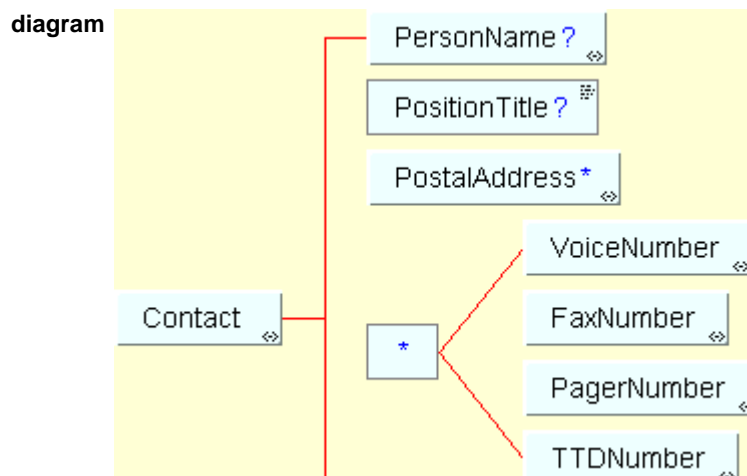 diagram
PersonName?
PositionTitle?
PostalAddress*
VoiceNumber
Contact
FaxNumber
*
PagerNumber
TTDNumber